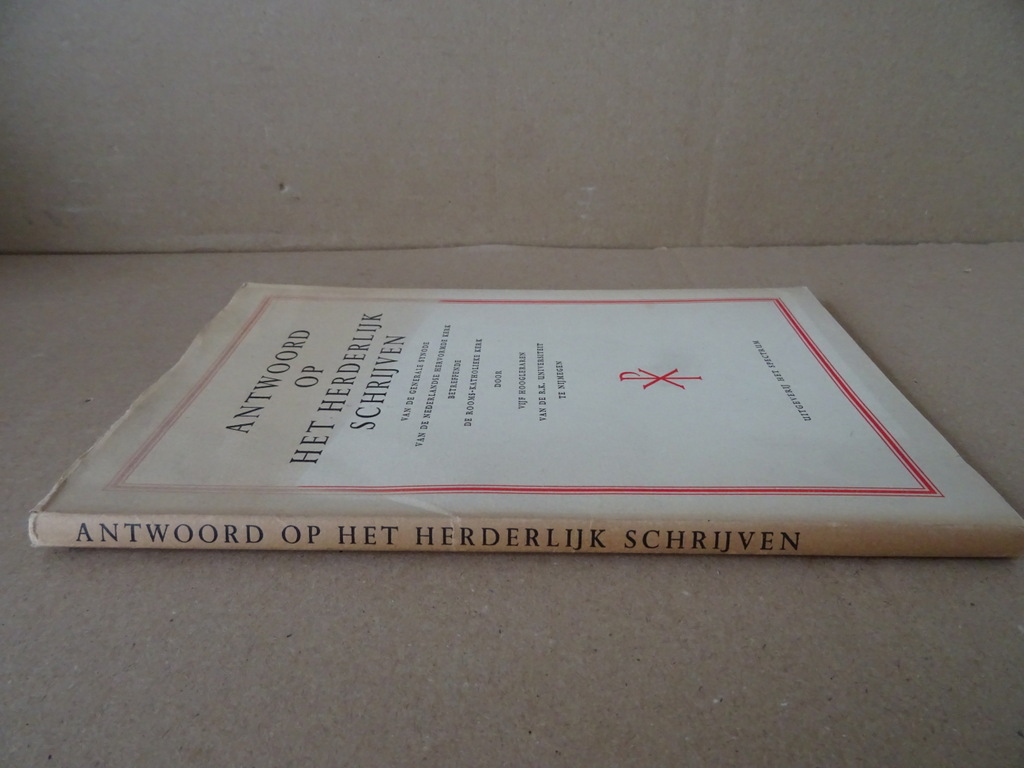 ANTWOORD
OP
HET HERDERLIJK
SCHRIJVEN
VAN DE GENERALE SYNODE
VAN DE NEDERLANDSE HERVORMDE KERK
BETREFFENDE
DE ROOMS-KATHOLIEKE KERK
DOOR
VIJF HOOGLERAREN
VAN DE R.K. UNIVERSITEIT
TE NIJMEGEN
UITGEVERIJ HET SPECTRUM
ANTWOORD OP HET HERDERLIJK SCHRIJVEN